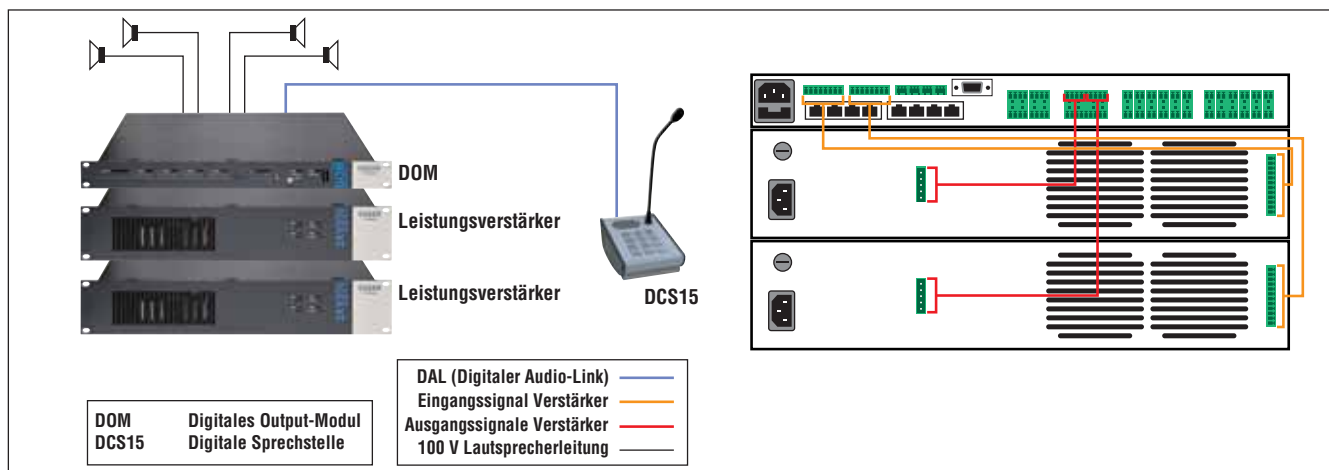 DOM
Leistungsverstärker
Leistungsverstärker
DCS15
DOM Digitales Output-Modul
DCS15 Digitale Sprechstelle
DAL (Digitaler Audio-Link)
Eingangssignal Verstärker
Ausgangssignale Verstärker
100 V Lautsprecherleitung